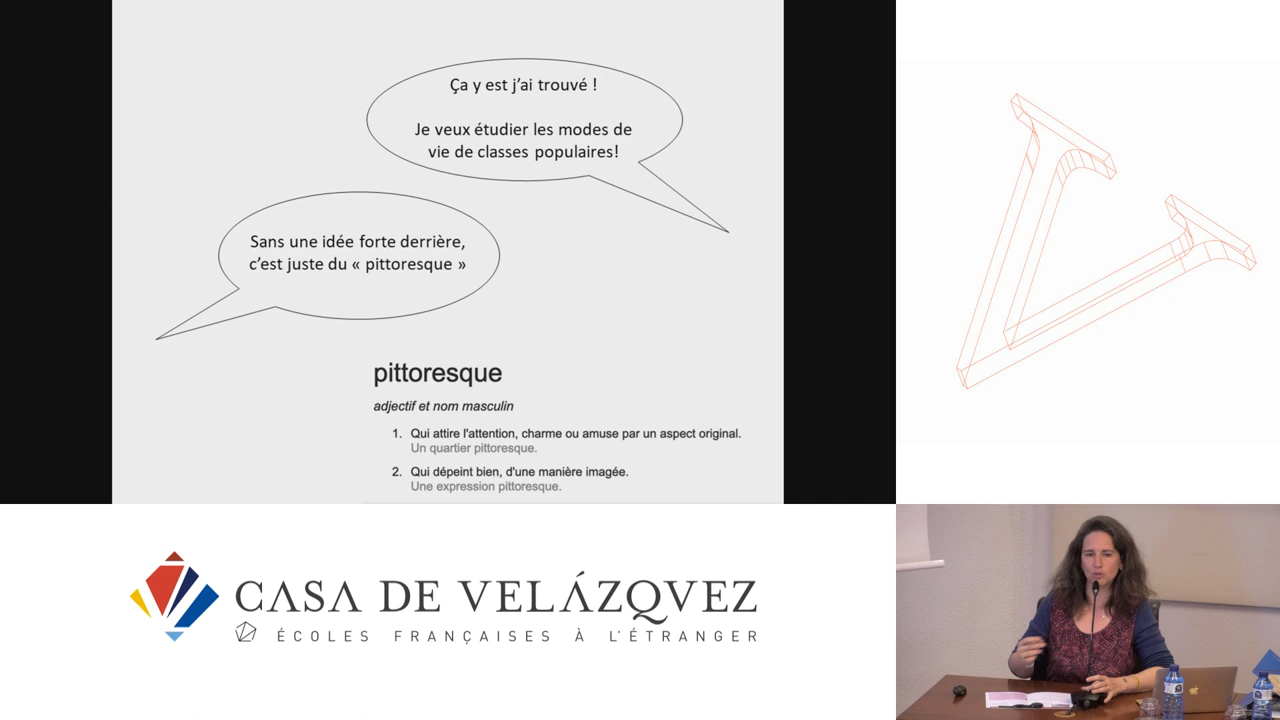 Ça y est j'ai trouvé !
Je veux étudier les modes de
vie de classes populaires!
Sans une idée forte derrière,
c'est juste du « pittoresque »
pittoresque
adjectif et nom masculin
1. Qui attire l'attention, charme ou amuse par un aspect original.
Un quartier pittoresque.
2. Qui dépeint bien, d'une manière imagée.
Une expression pittoresque.
CASA DE VELÁZQVEZ
ÉCOLES FRANÇAISES À L'ÉTRANGER